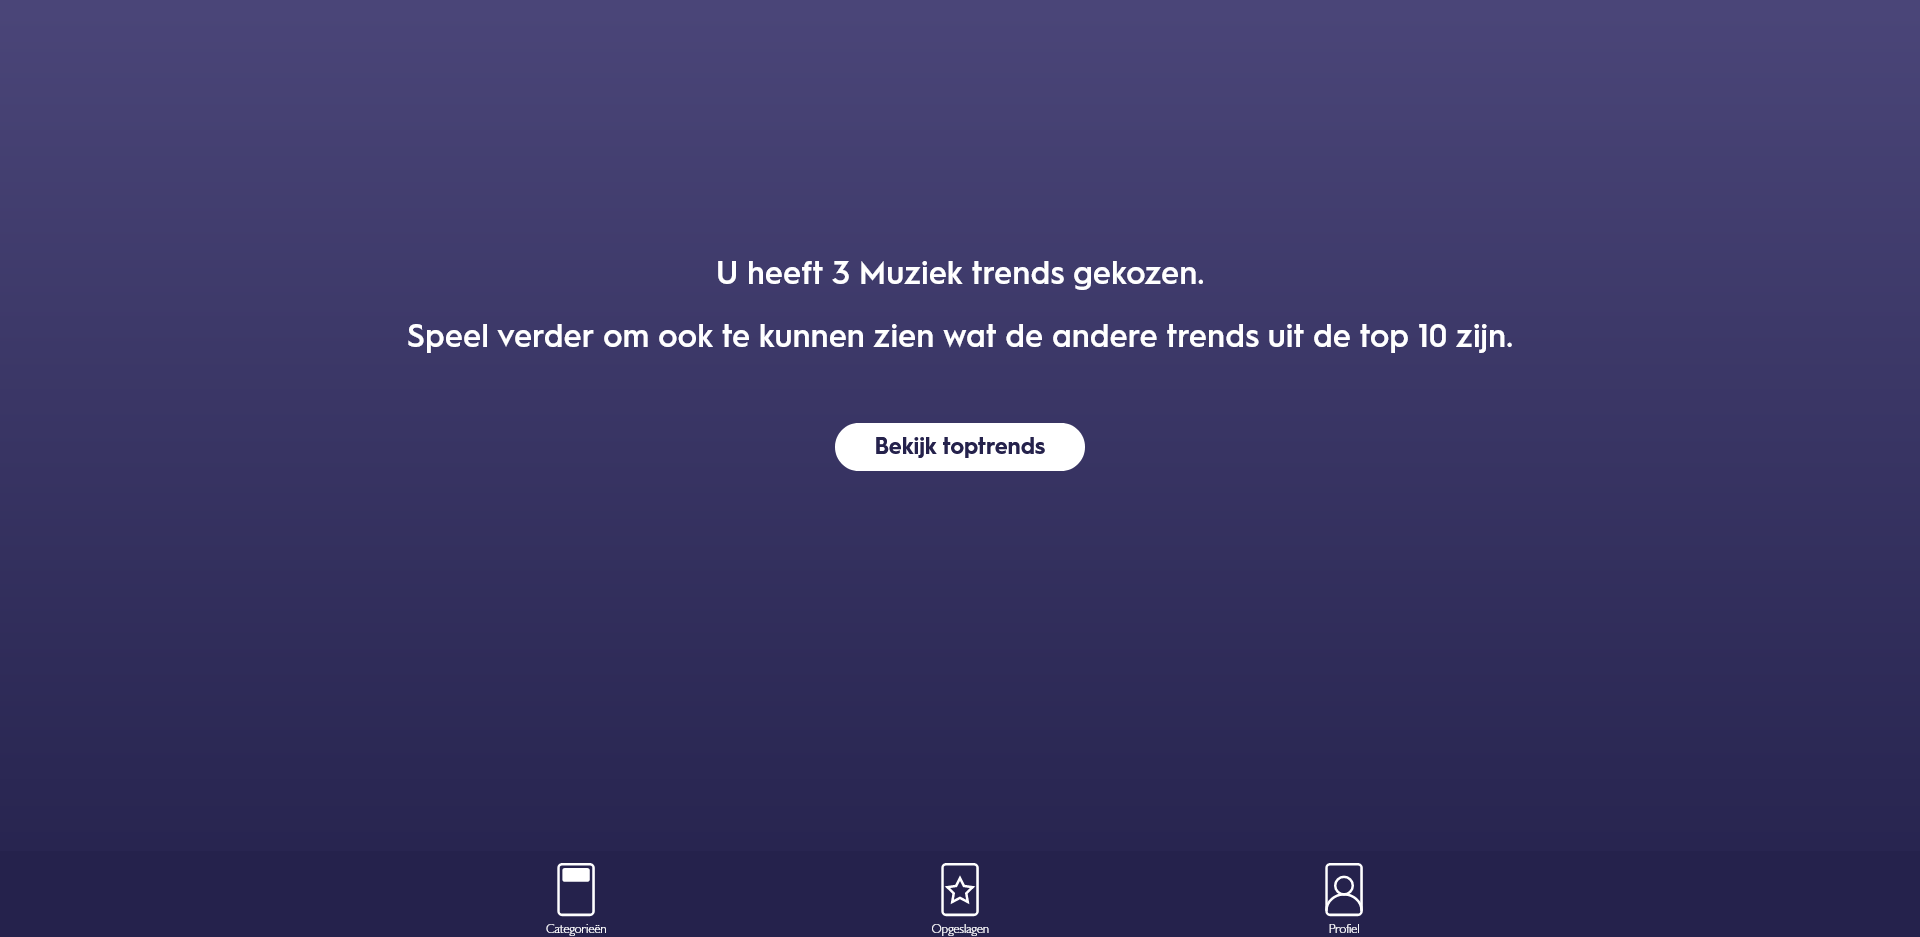 U heeft 3 Muziek trends gekozen.
Speel verder om ook te kunnen zien wat de andere trends uit de top 10 zijn.
Bekijk toptrends
Categorieën
Opgeslagen
Profiel